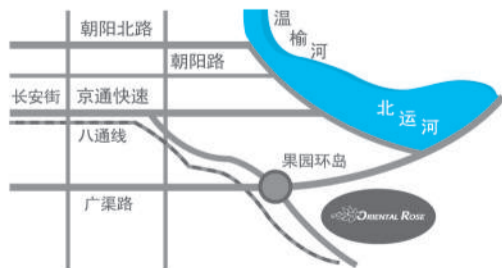 朝阳北路
温榆河
朝阳路
长安街
京通快速
北运河
八通线
果园环岛
广渠路
ORIENTAL ROSE